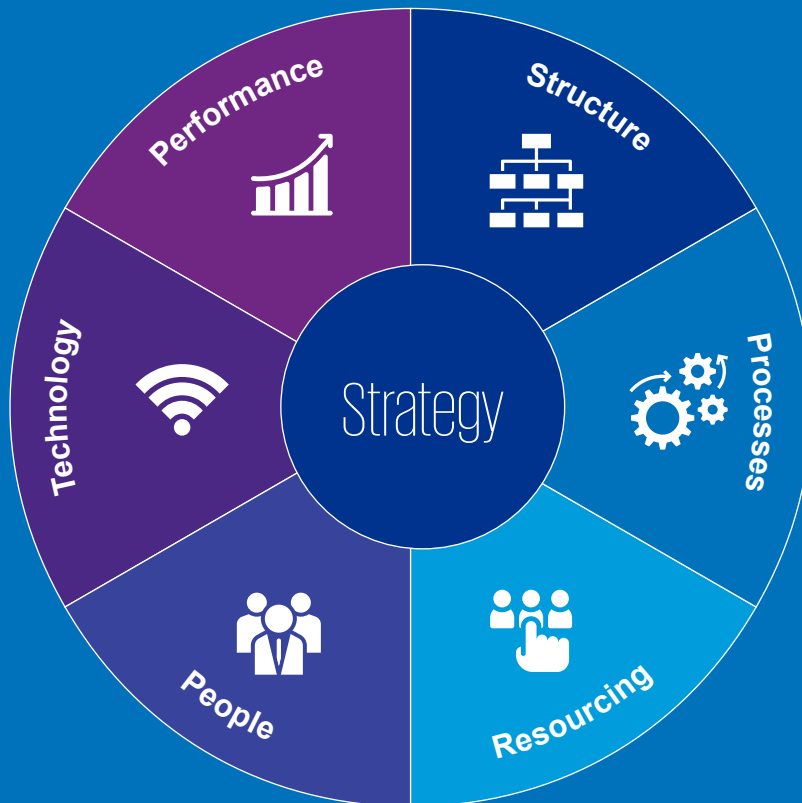 Performance
Structure
Technology
Strategy
Processes
People
Resourcing